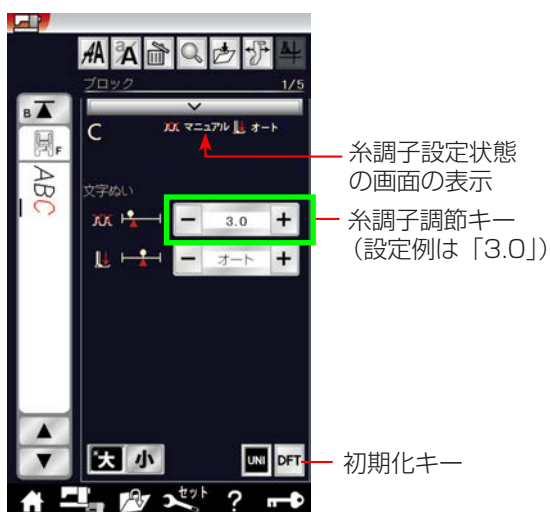 ブロック 1/5
B
F
ABC
C
マニュアル オート
文字ぬい
− 3.0 +
− オート +
大 小 UNI DFT
セット ?
糸調子設定状態
の画面の表示
糸調子調節キー
(設定例は「3.0」)
初期化キー